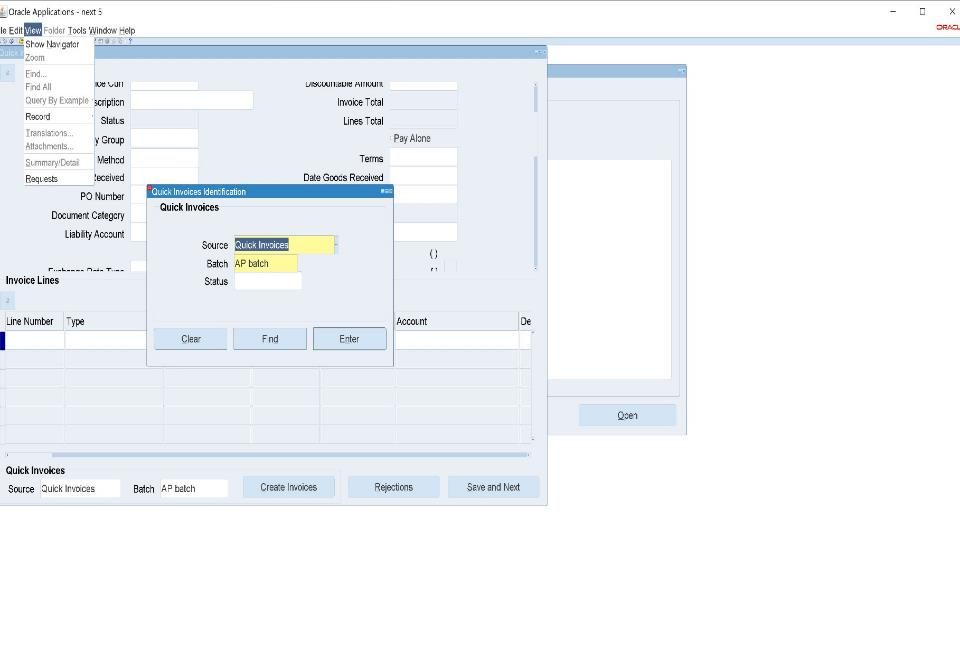 Oracle Applications - next 5
Edit View Folder Tools Window Help
ORACL
Show Navigator
Zoom
Find...
Find All
Query By Example
Record
Translations...
Attachments...
Summary/Detail
Requests
Quick
Discountable Amount
scription
Invoice Total
Status
Lines Total
y Group
Pay Alone
Method
Terms
Received
Date Goods Received
PO Number
Document Category
Liability Account
Exchange Rate Type
Quick Invoices Identification
Quick Invoices
Source Quick Invoices
Batch AP batch
Status
Clear Find Enter
Invoice Lines
Line Number Type Account De
Open
Quick Invoices
Source Quick Invoices Batch AP batch Create Invoices Rejections Save and Next